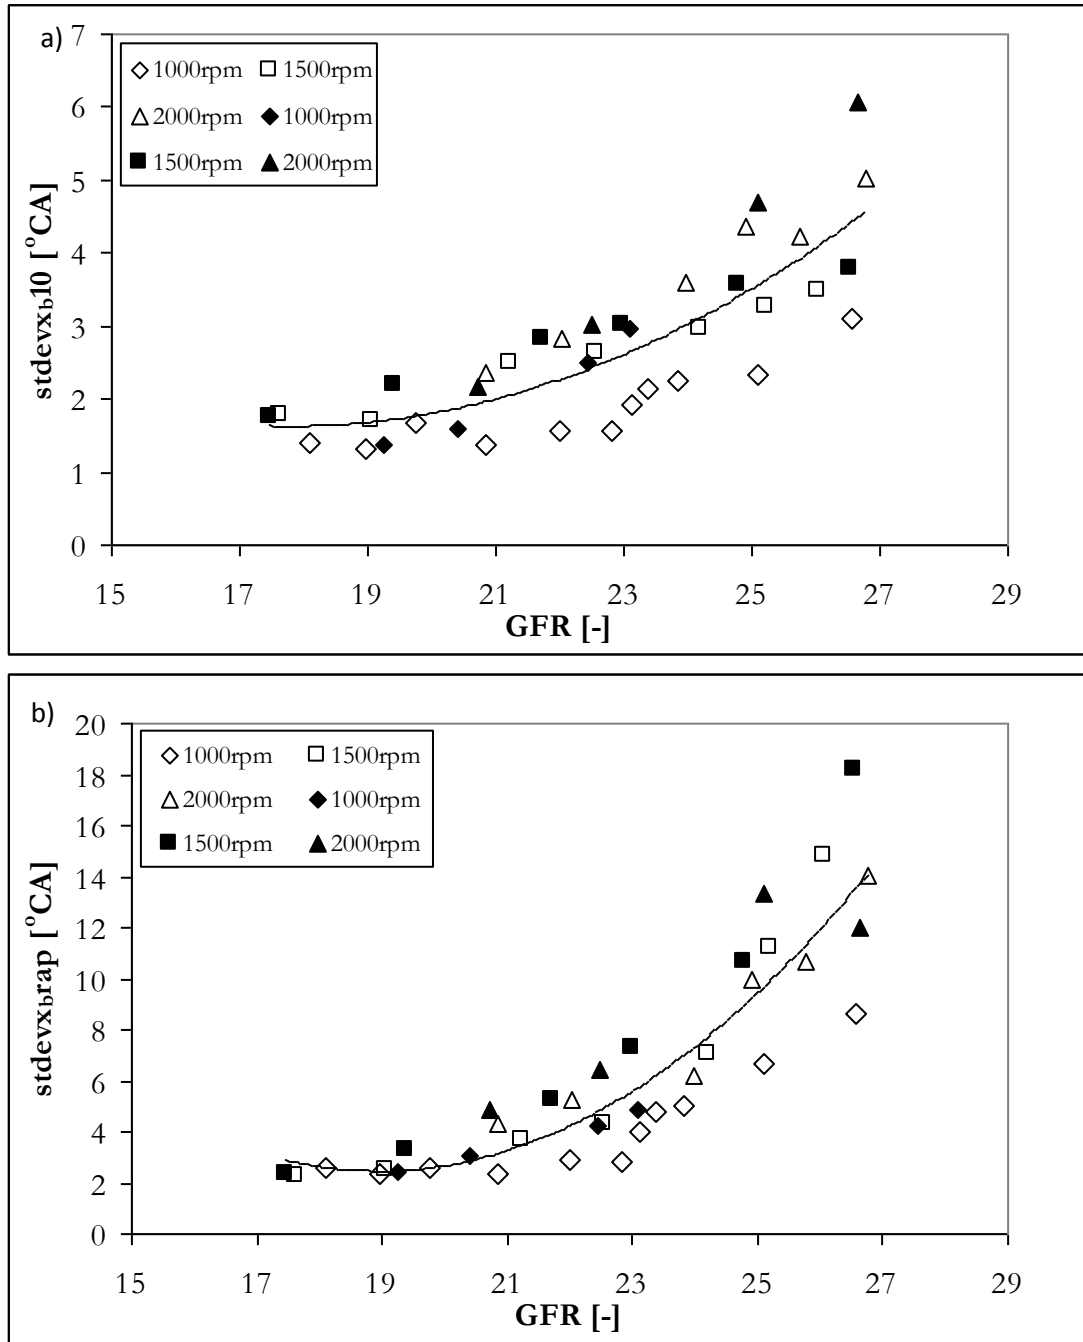 a)
7
6
5
4
3
2
1
0
stdevxb10 [°CA]
1000rpm 1500rpm
2000rpm 1000rpm
1500rpm 2000rpm
15 17 19 21 23 25 27 29
GFR [-]
b)
20
18
16
14
12
10
8
6
4
2
0
stdevxbrap [°CA]
1000rpm 1500rpm
2000rpm 1000rpm
1500rpm 2000rpm
15 17 19 21 23 25 27 29
GFR [-]